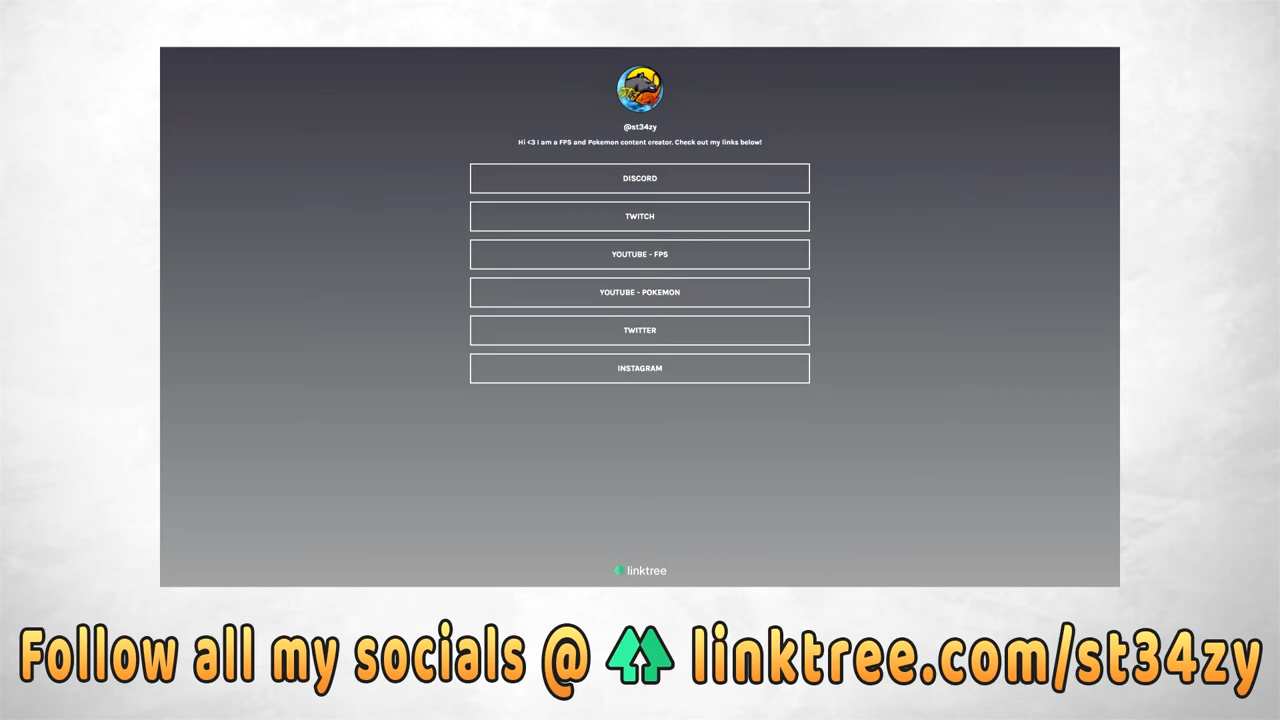 @st34zy
Hi <3 I am a FPS and Pokemon content creator. Check out my links below!
DISCORD
TWITCH
YOUTUBE - FPS
YOUTUBE - POKEMON
TWITTER
INSTAGRAM
linktree
Follow all my socials @ linktree.com/st34zy